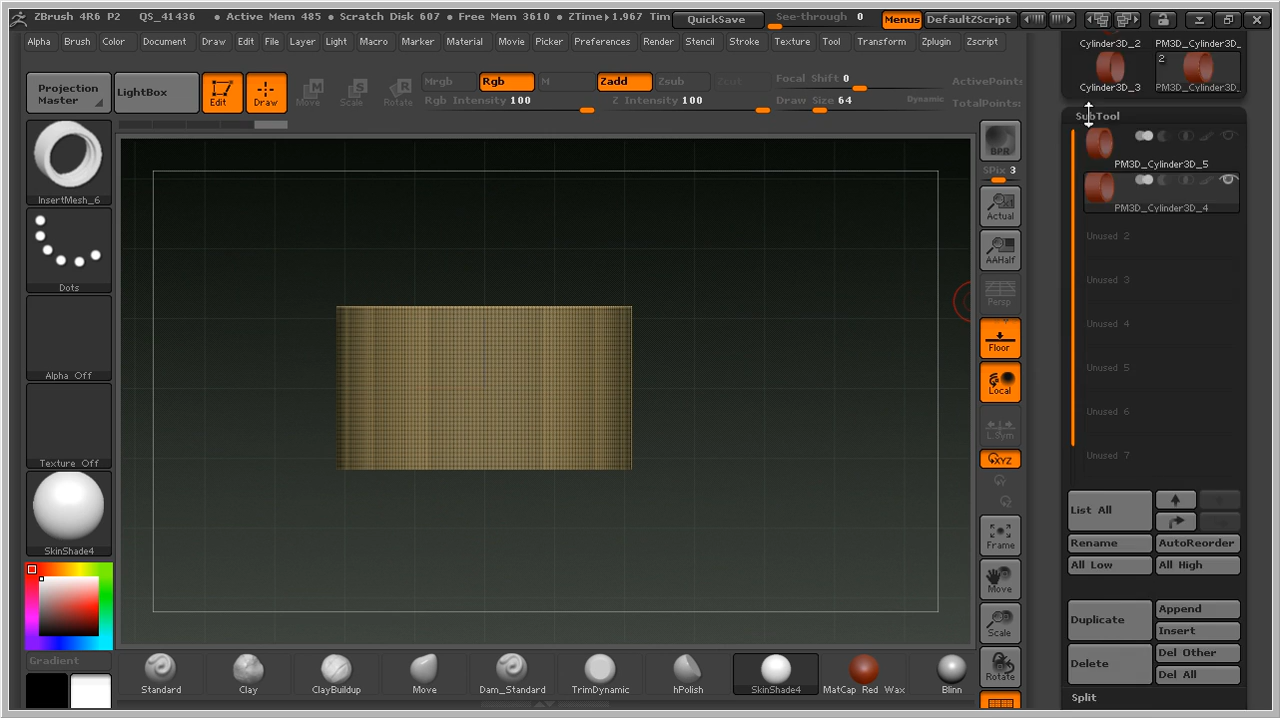 ZBrush 4R6 P2 QS_41436 • Active Mem 485 • Scratch Disk 607 • Free Mem 3610 • ZTime▸1.967 Tim QuickSave See-through 0 Menus DefaultZScript
Alpha Brush Color Document Draw Edit File Layer Light Macro Marker Material Movie Picker Preferences Render Stencil Stroke Texture Tool Transform Zplugin Zscript
Cylinder3D_2 PM3D_Cylinder3D_
2
Cylinder3D_3 PM3D_Cylinder3D_
Projection Master
LightBox
Edit
Draw
Move
Scale
Rotate
Mrgb Rgb M Zadd Zsub Zcut Focal Shift 0 ActivePoints
Rgb Intensity 100 Z Intensity 100 Draw Size 64 Dynamic TotalPoints
InsertMesh_6
Dots
Alpha Off
Texture Off
SkinShade4
Gradient
BPR
SPix 3
Actual
AAHalf
Persp
Floor
Local
L.Sym
XYZ
Frame
Move
Scale
Rotate
SubTool
PM3D_Cylinder3D_5
PM3D_Cylinder3D_4
Unused 2
Unused 3
Unused 4
Unused 5
Unused 6
Unused 7
List All
Rename AutoReorder
All Low All High
Duplicate Append
Insert
Delete Del Other
Del All
Split
Standard Clay ClayBuildup Move Dam_Standard TrimDynamic hPolish SkinShade4 MatCap Red Wax Blinn